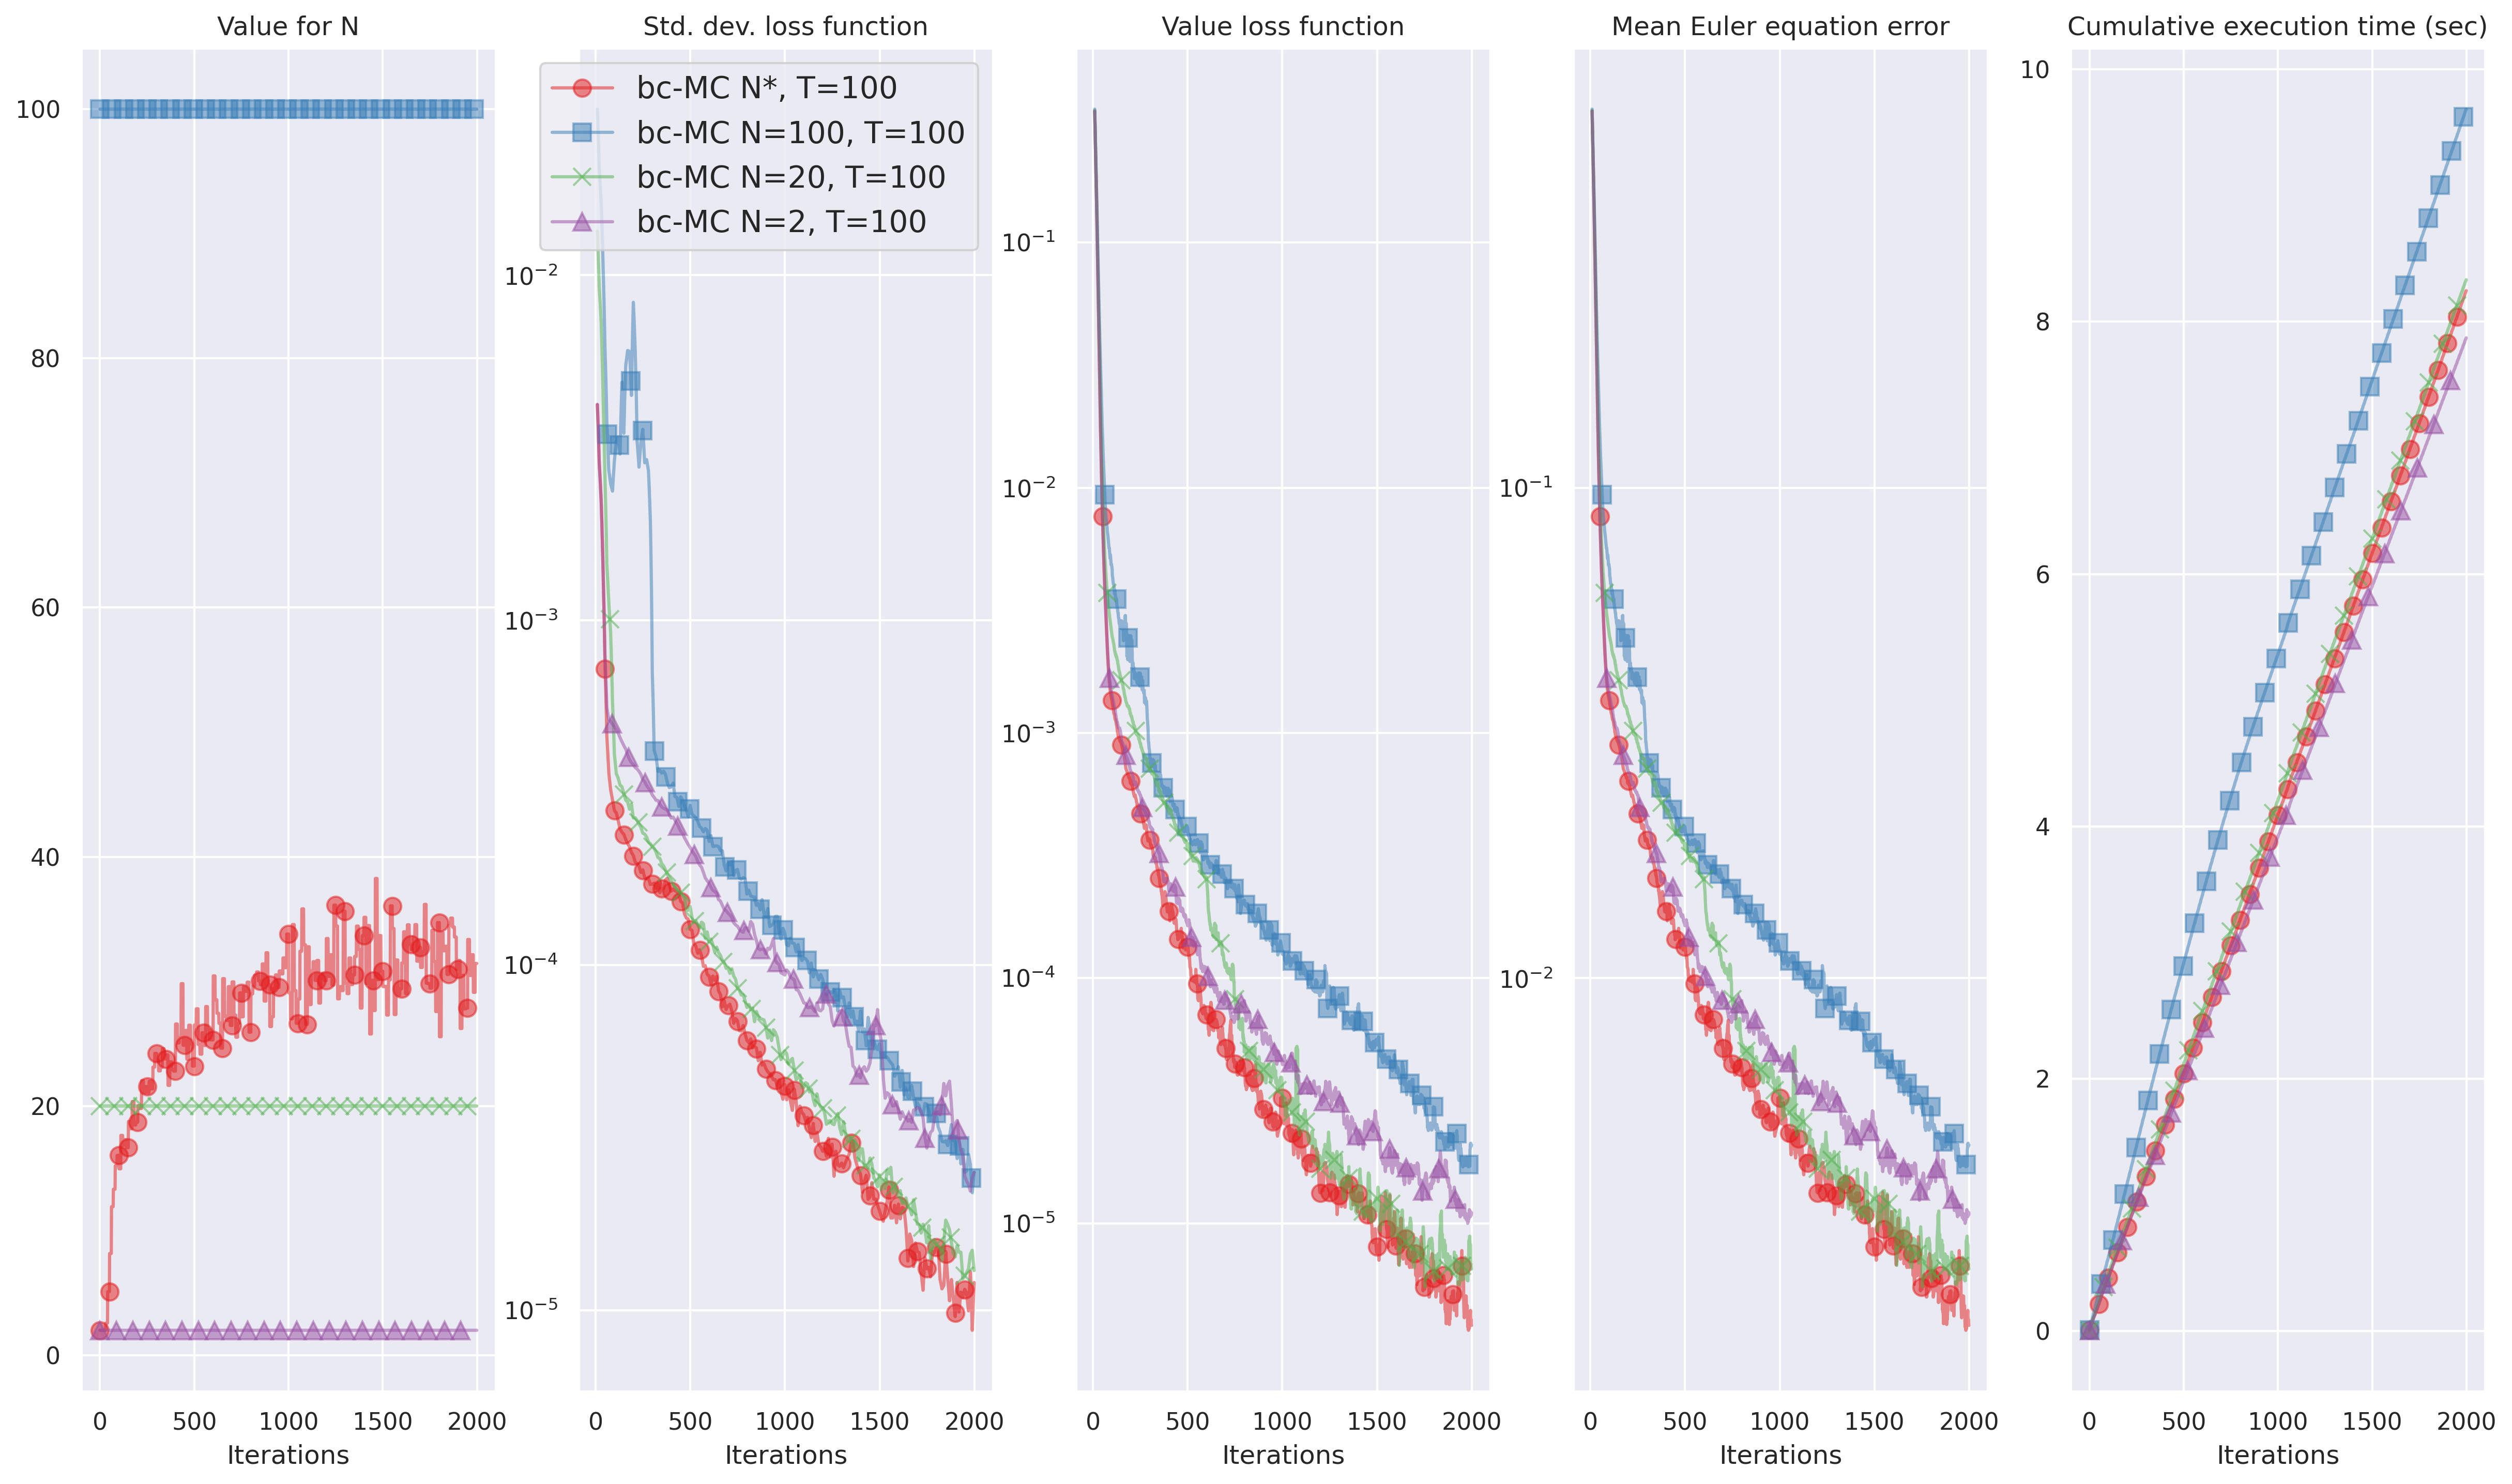 Value for N
100
80
60
40
20
0
0 500 1000 1500 2000
Iterations
Std. dev. loss function
bc-MC N*, T=100
bc-MC N=100, T=100
bc-MC N=20, T=100
bc-MC N=2, T=100
10⁻²
10⁻³
10⁻⁴
10⁻⁵
0 500 1000 1500 2000
Iterations
Value loss function
10⁻¹
10⁻²
10⁻³
10⁻⁴
10⁻⁵
0 500 1000 1500 2000
Iterations
Mean Euler equation error
10⁻¹
10⁻²
0 500 1000 1500 2000
Iterations
Cumulative execution time (sec)
10
8
6
4
2
0
0 500 1000 1500 2000
Iterations